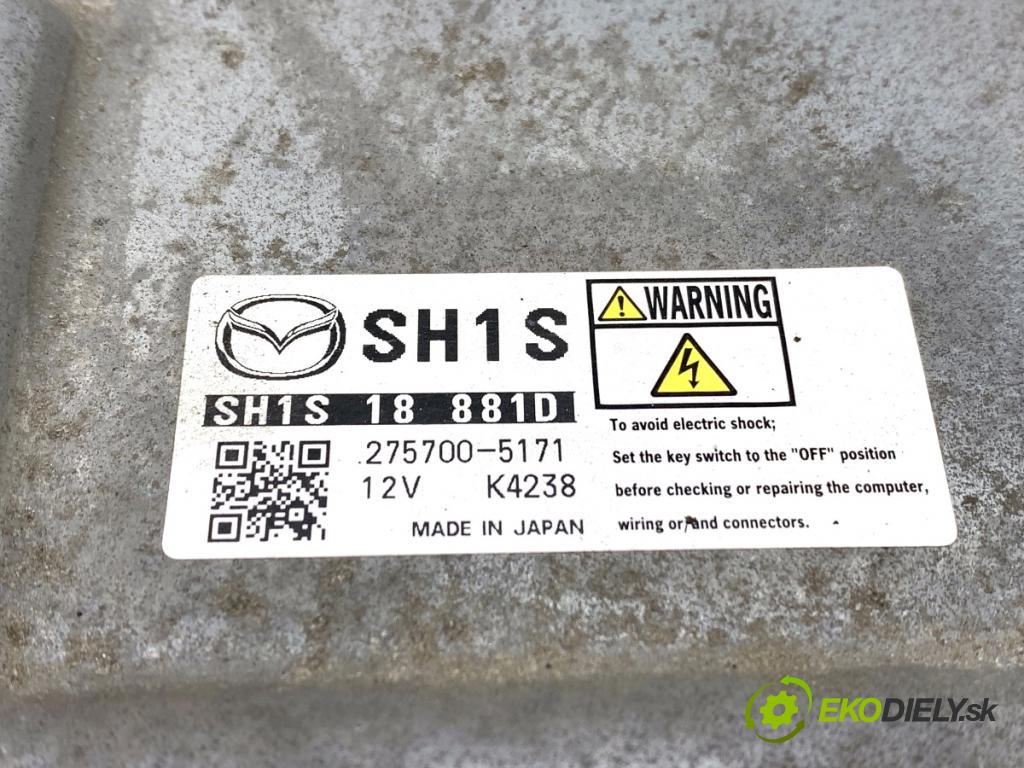 SH1S
SH1S 18 881D
275700-5171
12V K4238
MADE IN JAPAN
WARNING
To avoid electric shock;
Set the key switch to the "OFF" position
before checking or repairing the computer,
wiring or/and connectors.
EKODIELY.sk